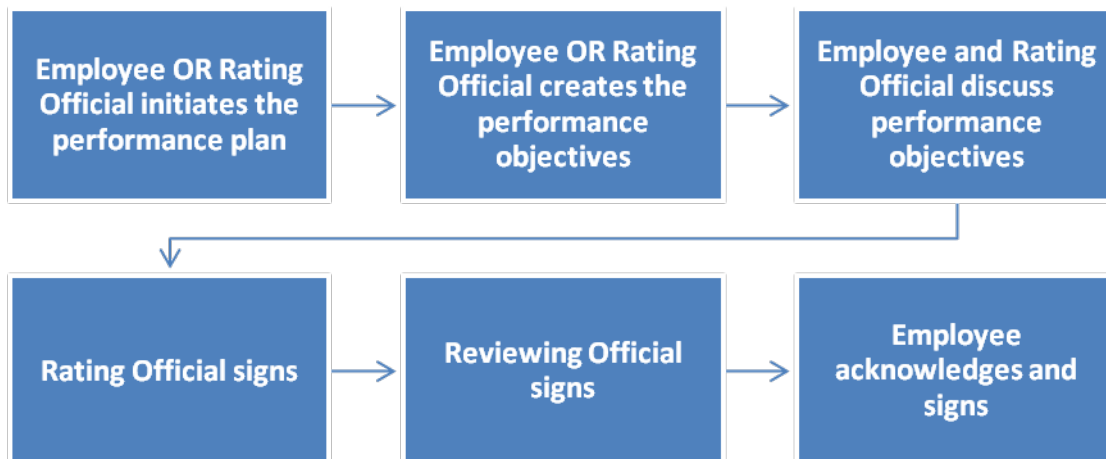 Employee OR Rating
Official initiates the
performance plan
Employee OR Rating
Official creates the
performance
objectives
Employee and Rating
Official discuss
performance
objectives
Rating Official signs
Reviewing Official
signs
Employee
acknowledges and
signs